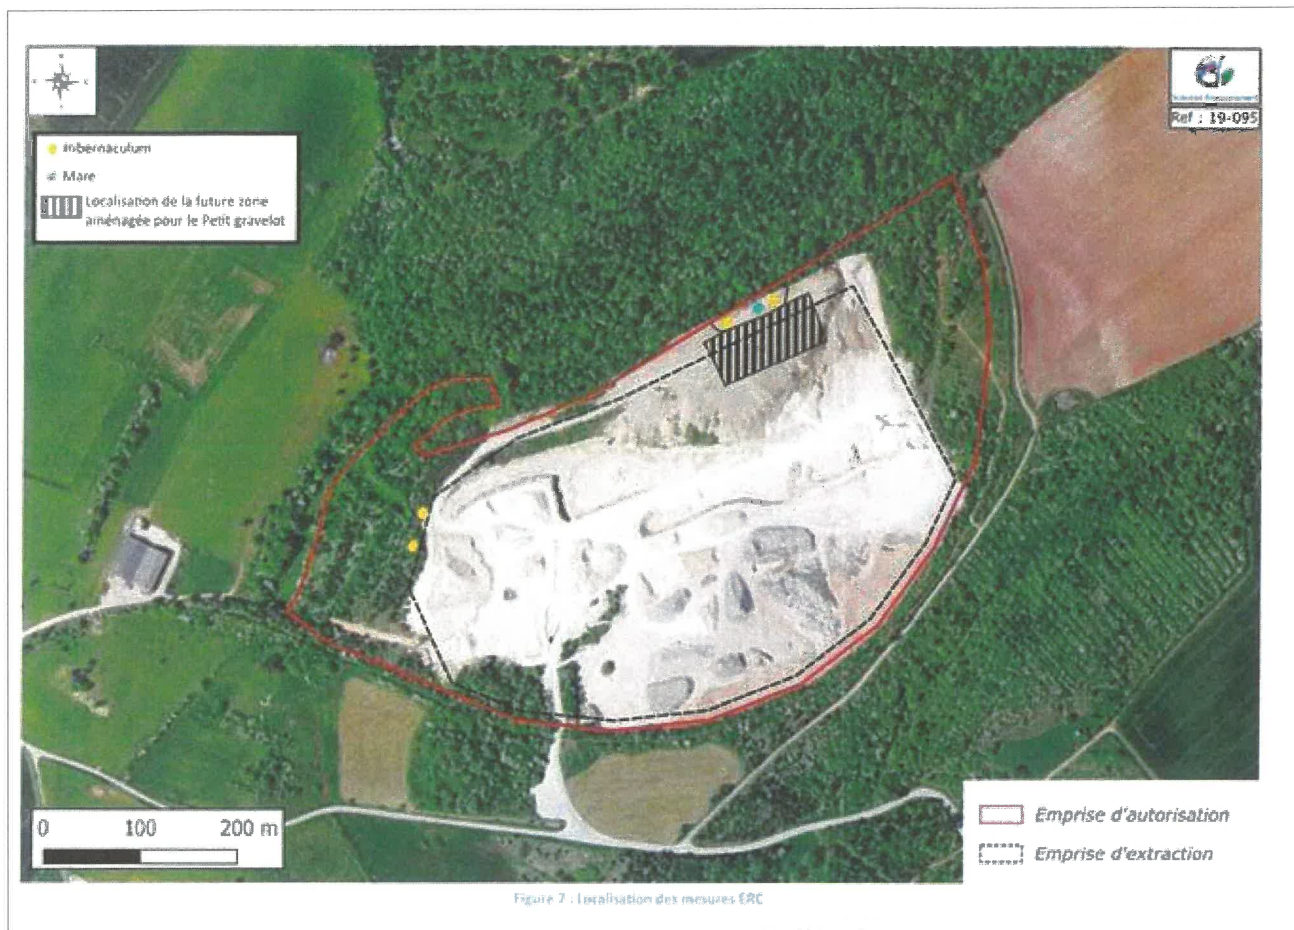 Ref : 19-095
Hibernaculum
Mare
Localisation de la future zone
aménagée pour le Petit gravelot
0 100 200 m
Emprise d'autorisation
Emprise d'extraction
Figure 7 : Localisation des mesures ERC